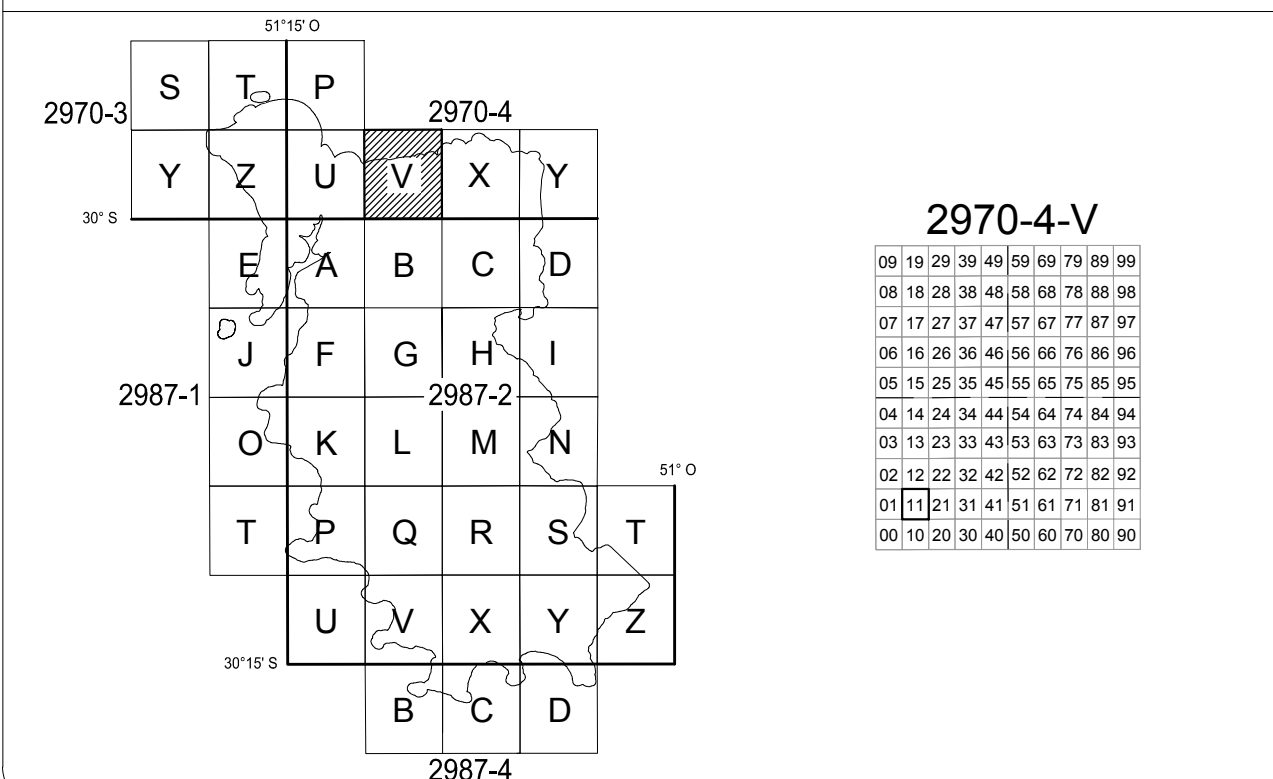 51°15' O
S T P
2970-3 2970-4
Y Z U V X Y
30° S
E A B C D
J F G H I
2987-1 2987-2
O K L M N
51° O
T P Q R S T
U V X Y Z
30°15' S
B C D
2987-4
2970-4-V
09 19 29 39 49 59 69 79 89 99
08 18 28 38 48 58 68 78 88 98
07 17 27 37 47 57 67 77 87 97
06 16 26 36 46 56 66 76 86 96
05 15 25 35 45 55 65 75 85 95
04 14 24 34 44 54 64 74 84 94
03 13 23 33 43 53 63 73 83 93
02 12 22 32 42 52 62 72 82 92
01 11 21 31 41 51 61 71 81 91
00 10 20 30 40 50 60 70 80 90